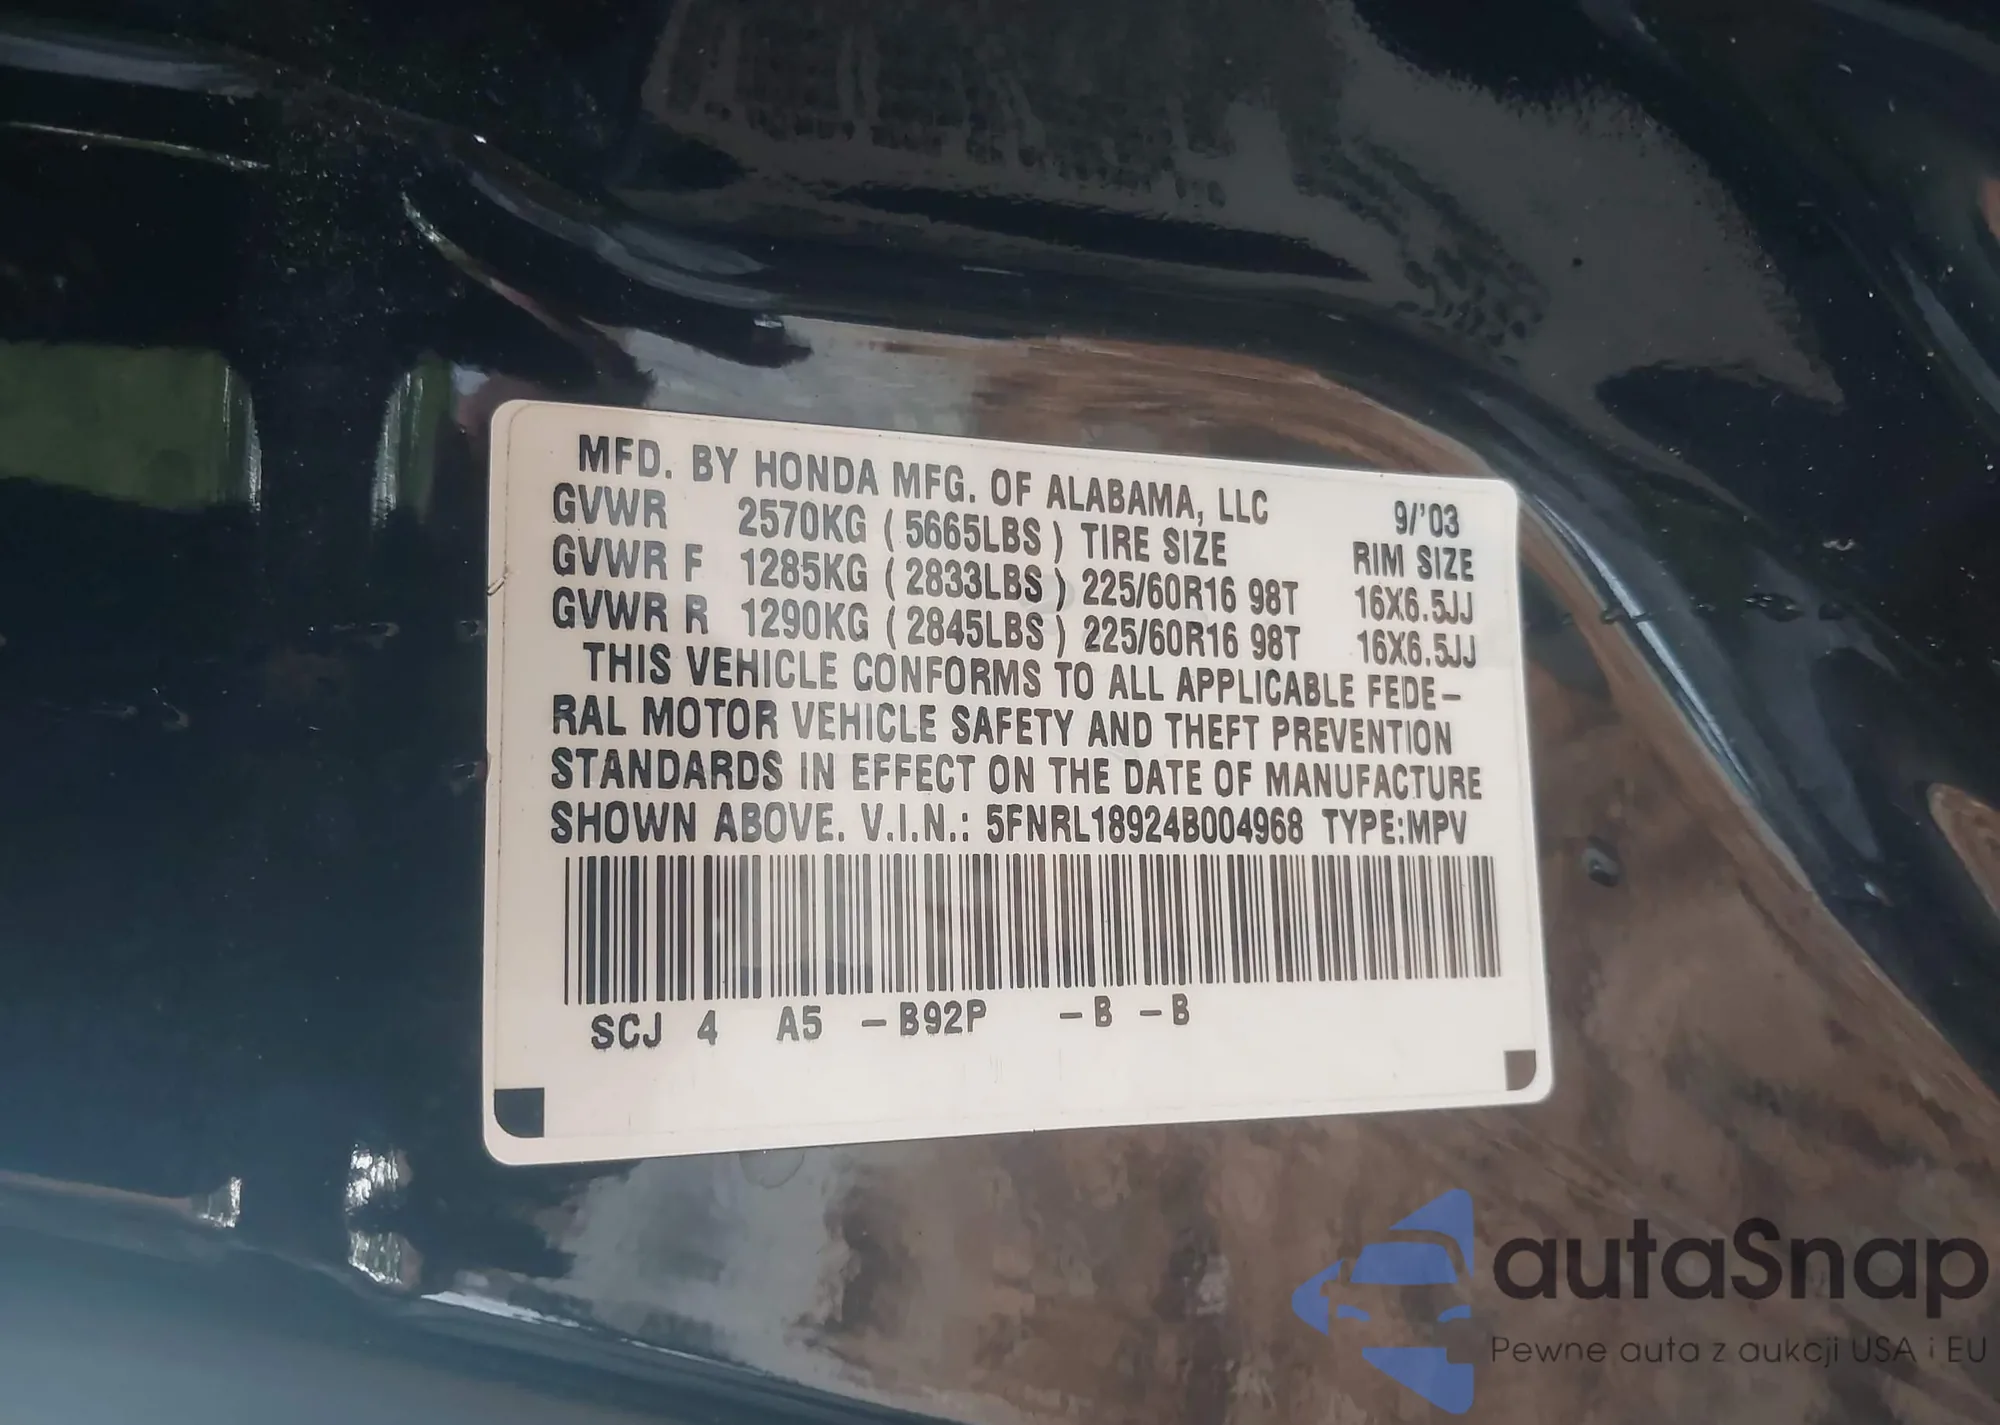 MFD. BY HONDA MFG. OF ALABAMA, LLC 9/'03
GVWR 2570KG ( 5665LBS ) TIRE SIZE RIM SIZE
GVWR F 1285KG ( 2833LBS ) 225/60R16 98T 16X6.5JJ
GVWR R 1290KG ( 2845LBS ) 225/60R16 98T 16X6.5JJ
THIS VEHICLE CONFORMS TO ALL APPLICABLE FEDE-
RAL MOTOR VEHICLE SAFETY AND THEFT PREVENTION
STANDARDS IN EFFECT ON THE DATE OF MANUFACTURE
SHOWN ABOVE. V.I.N.: 5FNRL18924B004968 TYPE:MPV
SCJ 4 A5 -B92P -B -B
autaSnap
Pewne auta z aukcji USA i EU